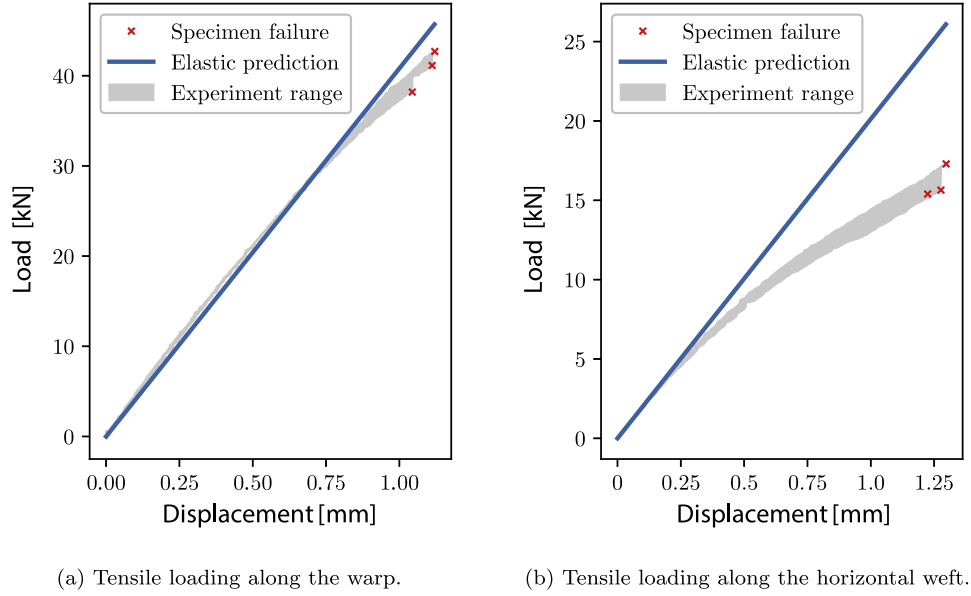 Specimen failure
Elastic prediction
Experiment range
40
30
20
10
0
Load [kN]
0.00 0.25 0.50 0.75 1.00
Displacement [mm]
(a) Tensile loading along the warp.
Specimen failure
Elastic prediction
Experiment range
25
20
15
10
5
0
Load [kN]
0 0.25 0.50 0.75 1.00 1.25
Displacement [mm]
(b) Tensile loading along the horizontal weft.